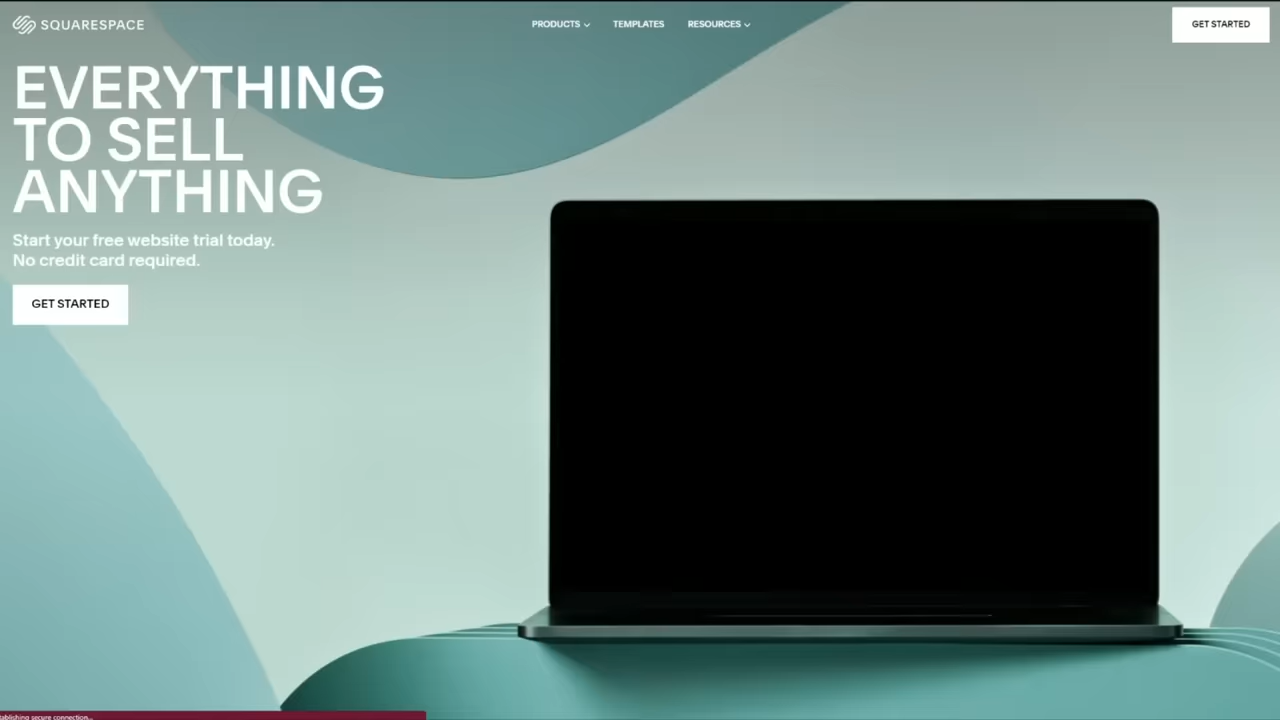 SQUARESPACE
PRODUCTS
TEMPLATES
RESOURCES
GET STARTED
EVERYTHING
TO SELL
ANYTHING
Start your free website trial today.
No credit card required.
GET STARTED
secure connection...